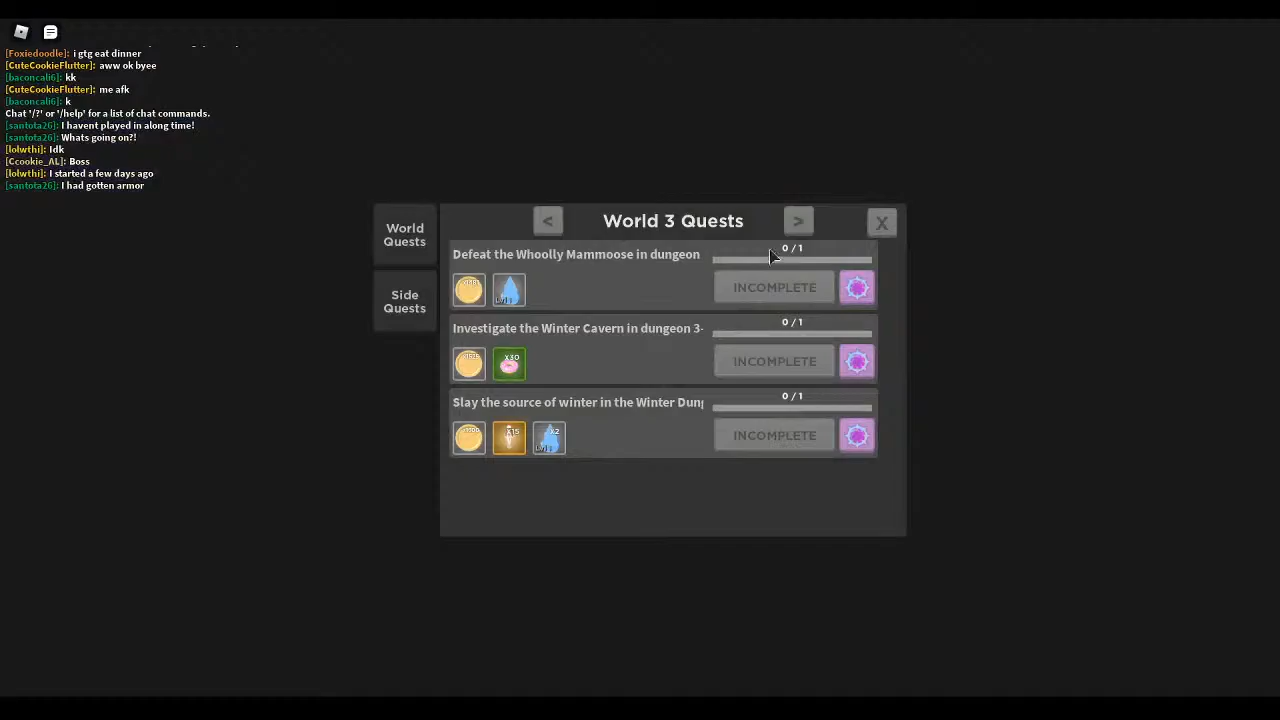 [Foxiedoodle]: i gtg eat dinner
[CuteCookieFlutter]: aww ok byee
[baconcali6]: kk
[CuteCookieFlutter]: me afk
[baconcali6]: k
Chat '/?' or '/help' for a list of chat commands.
[santota26]: I havent played in along time!
[santota26]: Whats going on?!
[lolwthi]: Idk
[Ccookie_AL]: Boss
[lolwthi]: I started a few days ago
[santota26]: I had gotten armor
World Quests
Side Quests
< World 3 Quests > X
Defeat the Whoolly Mammoose in dungeon 0 / 1
INCOMPLETE
Investigate the Winter Cavern in dungeon 3- 0 / 1
X30 INCOMPLETE
Slay the source of winter in the Winter Dung 0 / 1
X15 X2 INCOMPLETE